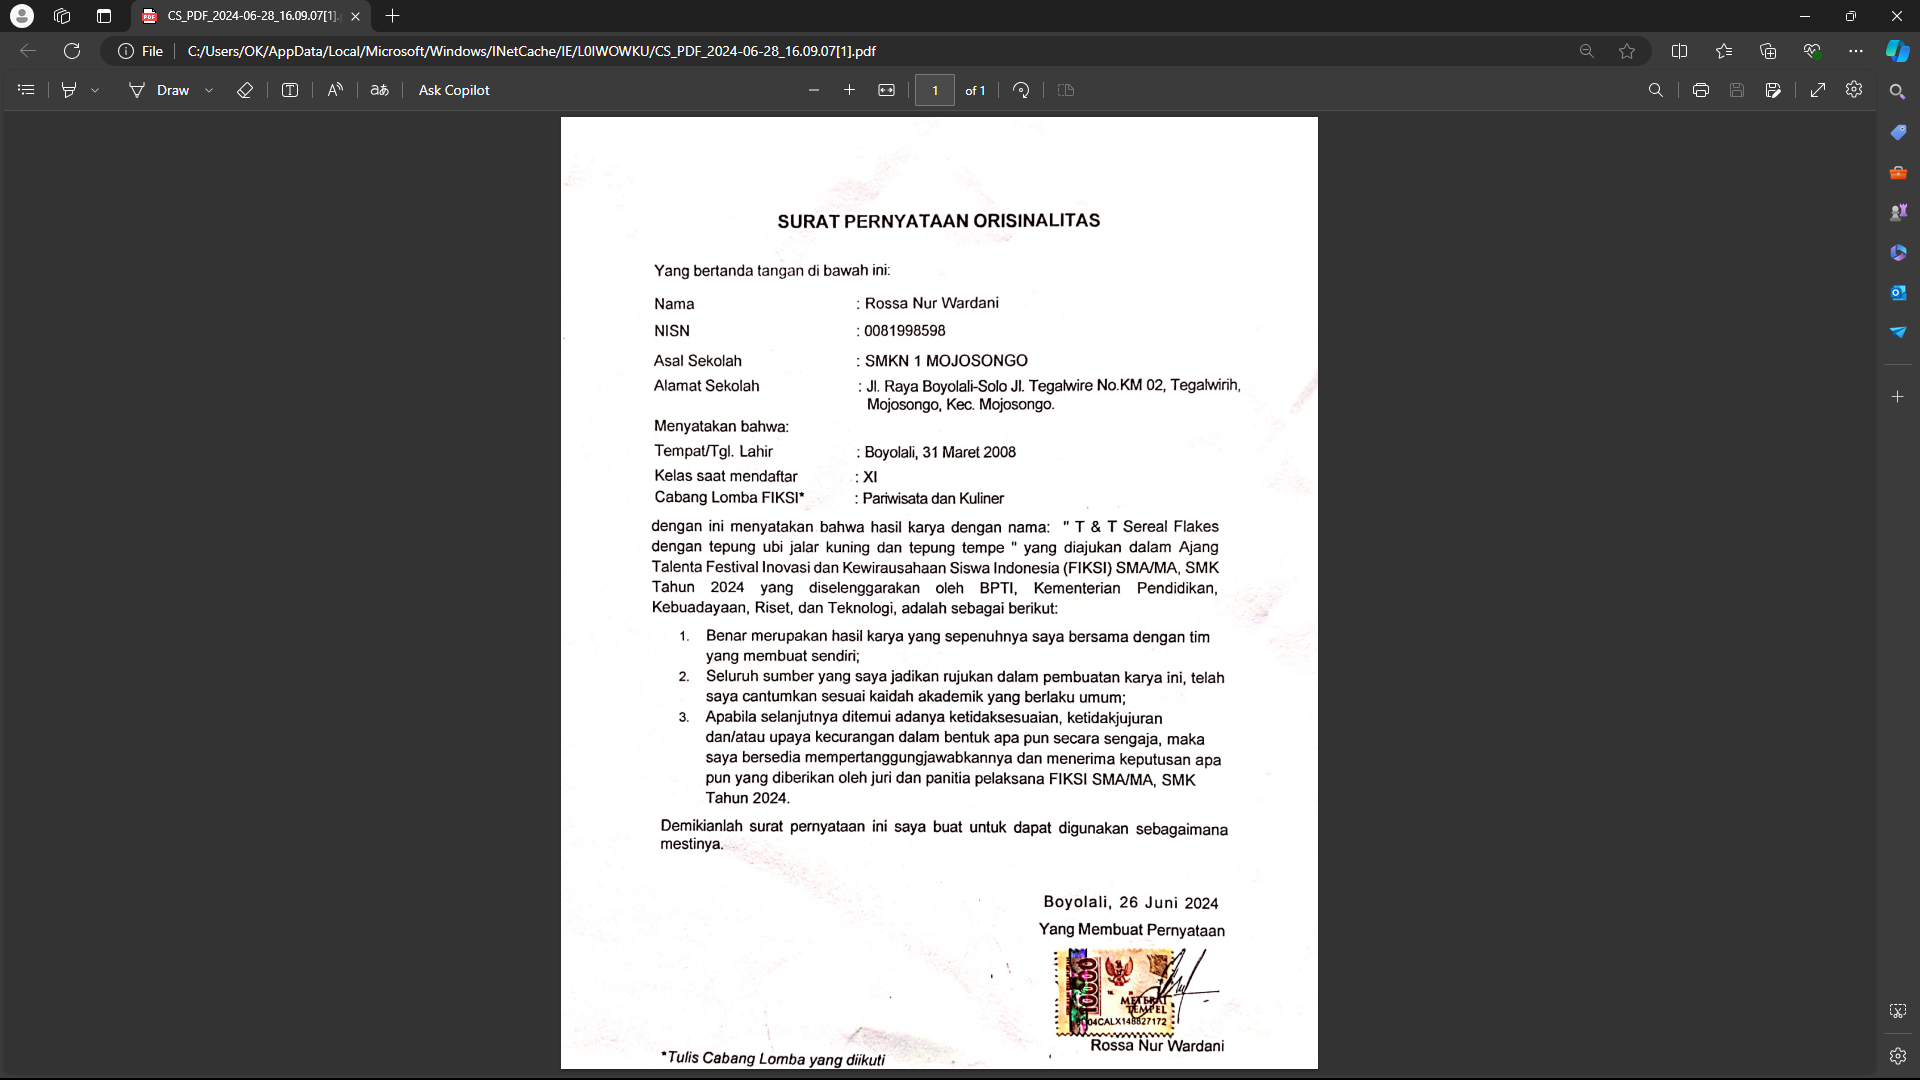 CS_PDF_2024-06-28_16.09.07[1].
File
C:/Users/OK/AppData/Local/Microsoft/Windows/INetCache/IE/L0IWOWKU/CS_PDF_2024-06-28_16.09.07[1].pdf
Draw
Ask Copilot
1 of 1
SURAT PERNYATAAN ORISINALITAS
Yang bertanda tangan di bawah ini:
Nama : Rossa Nur Wardani
NISN : 0081998598
Asal Sekolah : SMKN 1 MOJOSONGO
Alamat Sekolah : Jl. Raya Boyolali-Solo Jl. Tegalwire No.KM 02, Tegalwirih,
Mojosongo, Kec. Mojosongo.
Menyatakan bahwa:
Tempat/Tgl. Lahir : Boyolali, 31 Maret 2008
Kelas saat mendaftar : XI
Cabang Lomba FIKSI* : Pariwisata dan Kuliner
dengan ini menyatakan bahwa hasil karya dengan nama: " T & T Sereal Flakes
dengan tepung ubi jalar kuning dan tepung tempe " yang diajukan dalam Ajang
Talenta Festival Inovasi dan Kewirausahaan Siswa Indonesia (FIKSI) SMA/MA, SMK
Tahun 2024 yang diselenggarakan oleh BPTI, Kementerian Pendidikan,
Kebuadayaan, Riset, dan Teknologi, adalah sebagai berikut:
1. Benar merupakan hasil karya yang sepenuhnya saya bersama dengan tim
yang membuat sendiri;
2. Seluruh sumber yang saya jadikan rujukan dalam pembuatan karya ini, telah
saya cantumkan sesuai kaidah akademik yang berlaku umum;
3. Apabila selanjutnya ditemui adanya ketidaksesuaian, ketidakjujuran
dan/atau upaya kecurangan dalam bentuk apa pun secara sengaja, maka
saya bersedia mempertanggungjawabkannya dan menerima keputusan apa
pun yang diberikan oleh juri dan panitia pelaksana FIKSI SMA/MA, SMK
Tahun 2024.
Demikianlah surat pernyataan ini saya buat untuk dapat digunakan sebagaimana
mestinya.
Boyolali, 26 Juni 2024
Yang Membuat Pernyataan
10000
METERAI
TEMPEL
Rossa Nur Wardani
*Tulis Cabang Lomba yang diikuti